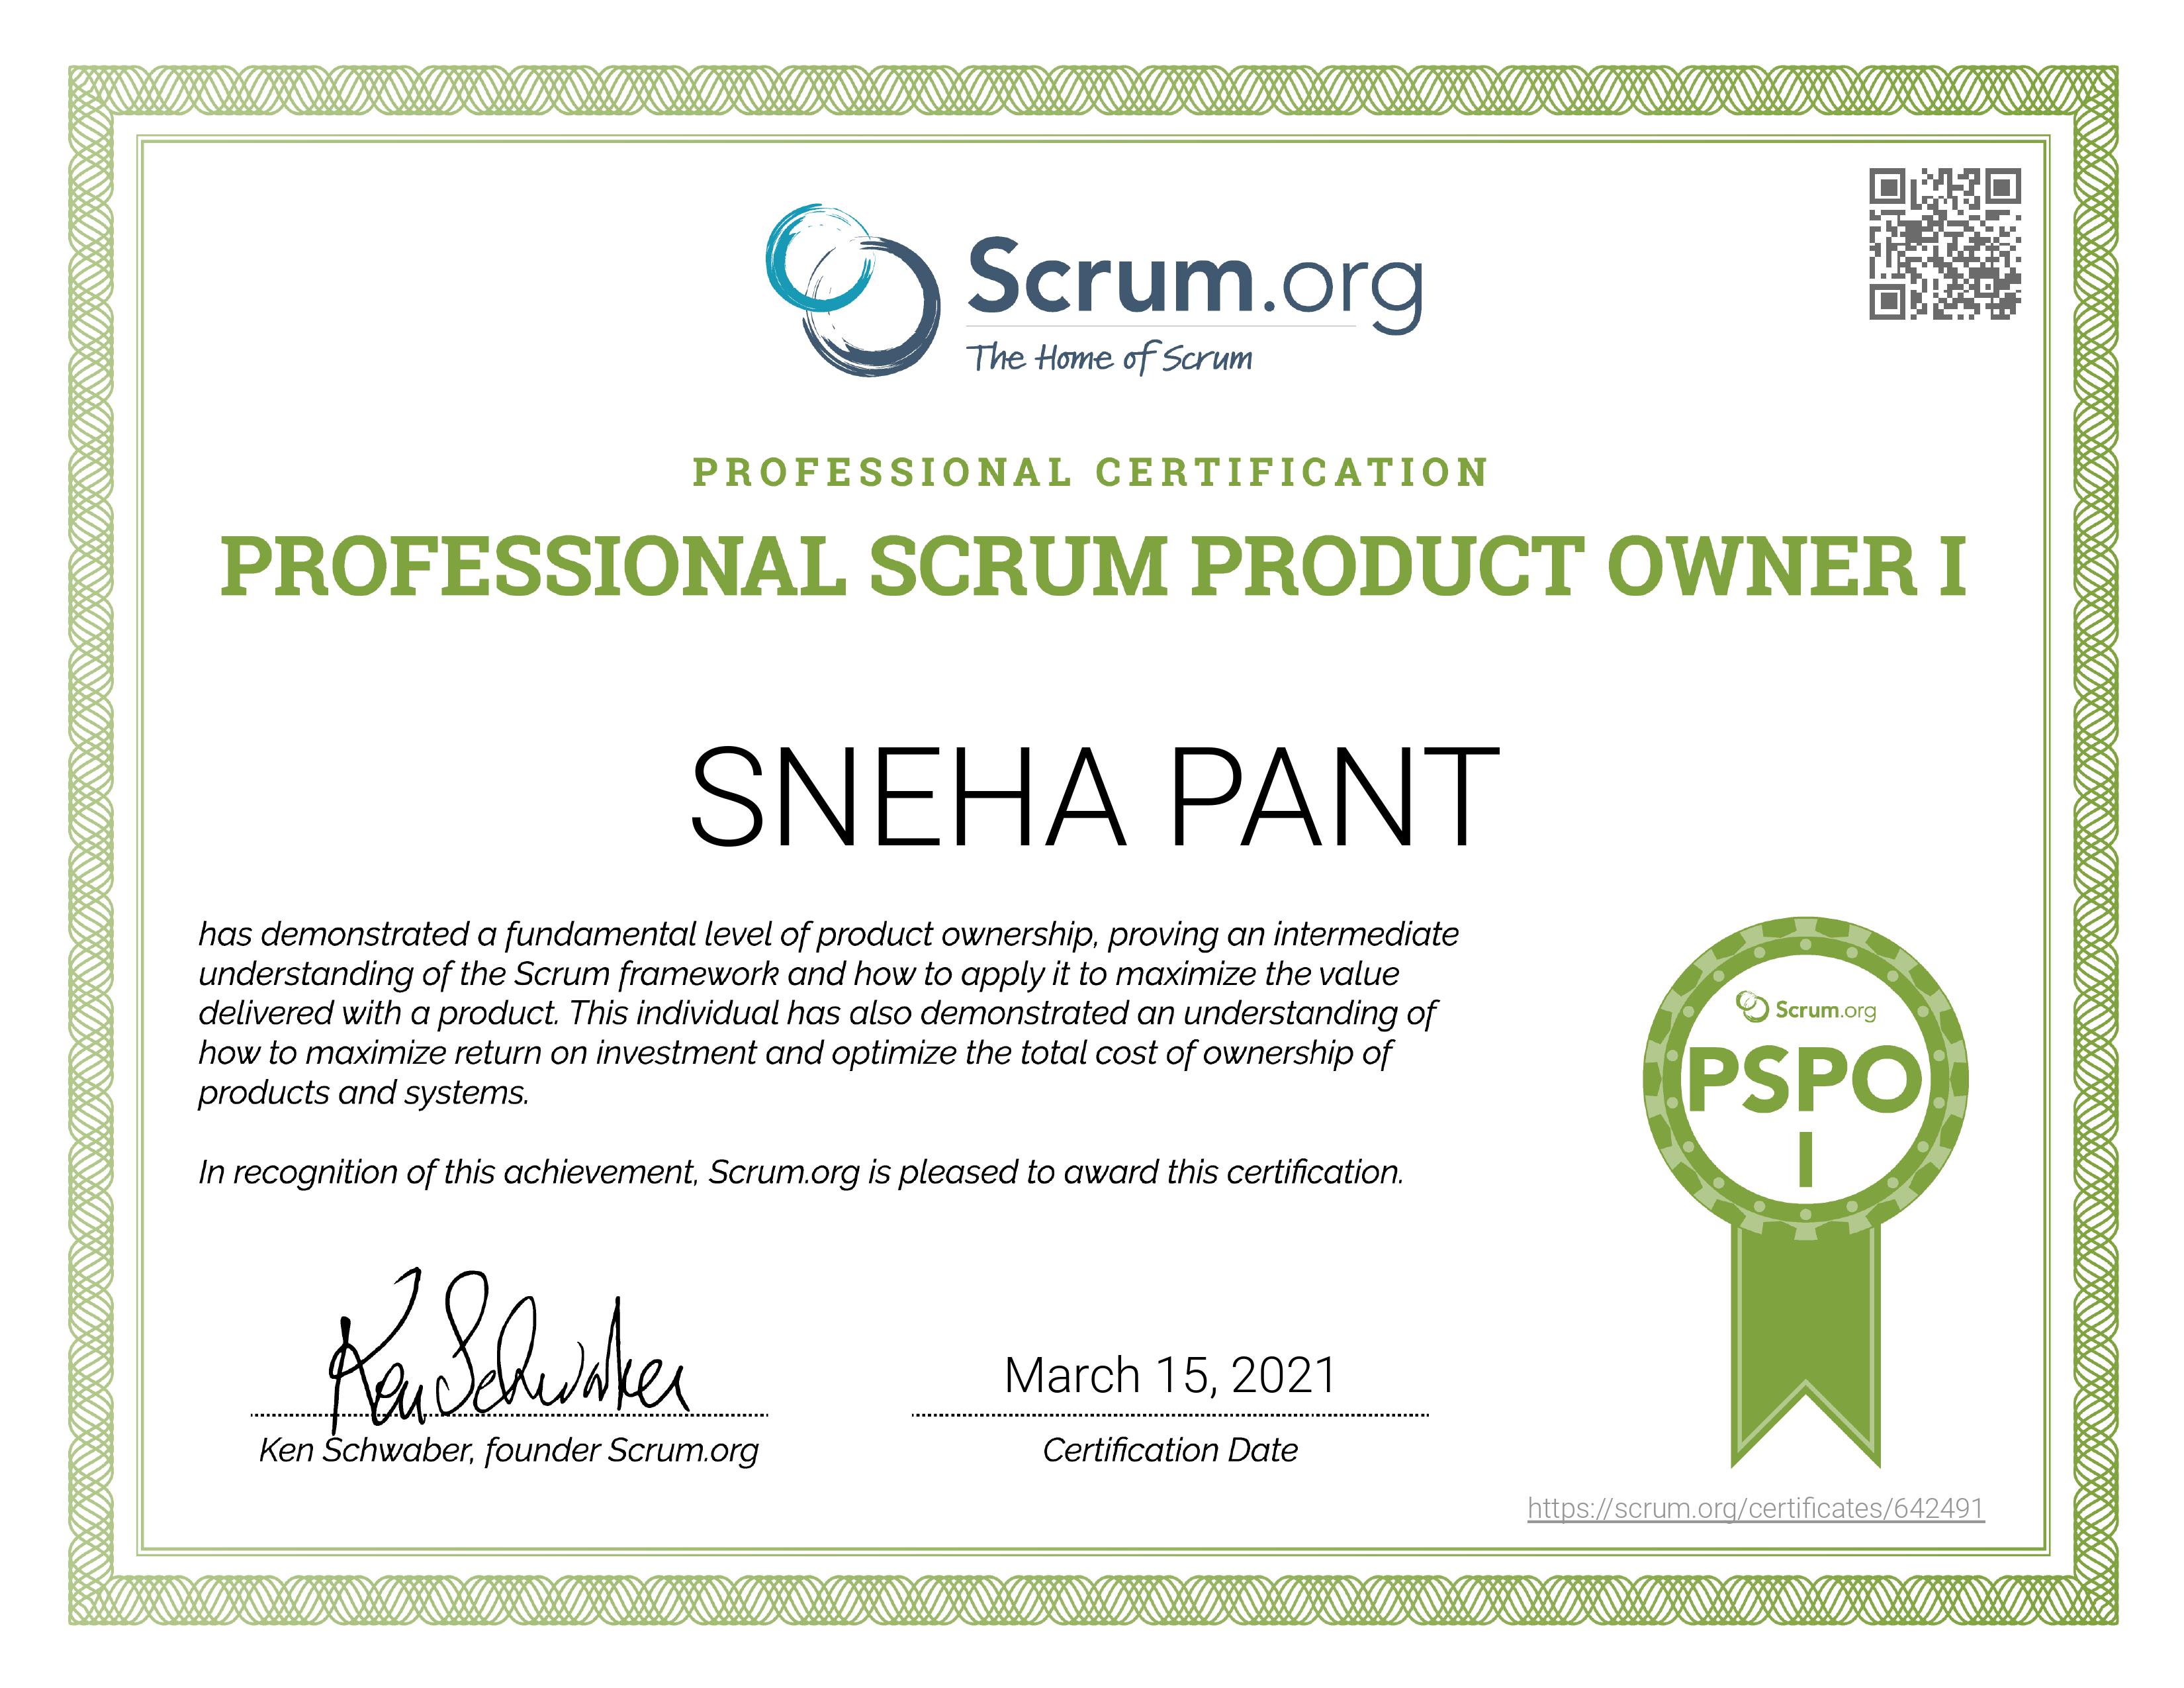 Scrum.org
The Home of Scrum
PROFESSIONAL CERTIFICATION
PROFESSIONAL SCRUM PRODUCT OWNER I
SNEHA PANT
has demonstrated a fundamental level of product ownership, proving an intermediate
understanding of the Scrum framework and how to apply it to maximize the value
delivered with a product. This individual has also demonstrated an understanding of
how to maximize return on investment and optimize the total cost of ownership of
products and systems.
In recognition of this achievement, Scrum.org is pleased to award this certification.
Scrum.org
PSPO
I
Ken Schwaber
March 15, 2021
Ken Schwaber, founder Scrum.org
Certification Date
https://scrum.org/certificates/642491